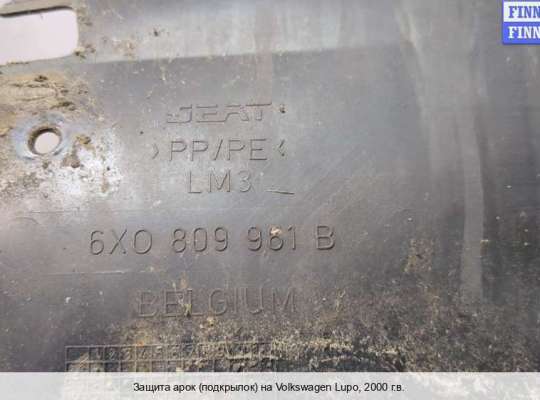 FINN
FINN
SEAT
>PP/PE<
LM3
6X0 809 961 B
BELGIUM
Защита арок (подкрылок) на Volkswagen Lupo, 2000 г.в.